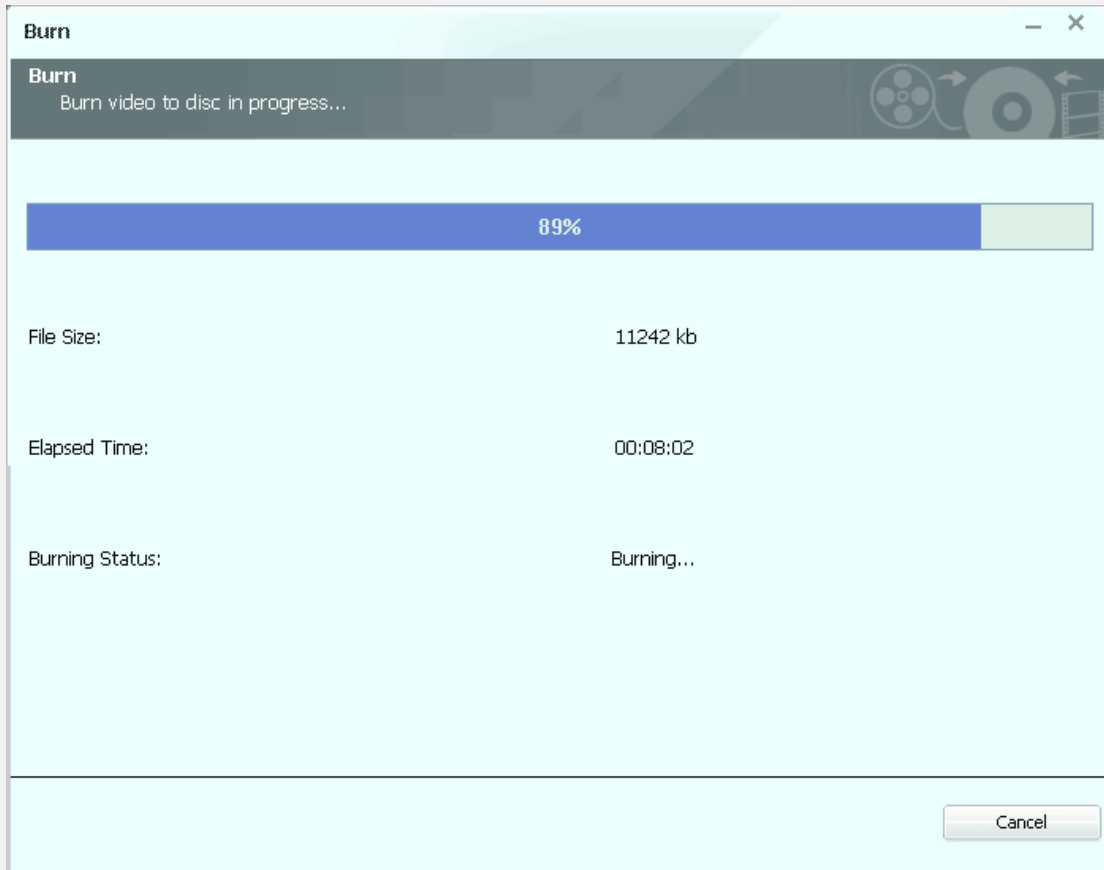 Burn
Burn
Burn video to disc in progress...
89%
File Size: 11242 kb
Elapsed Time: 00:08:02
Burning Status: Burning...
Cancel